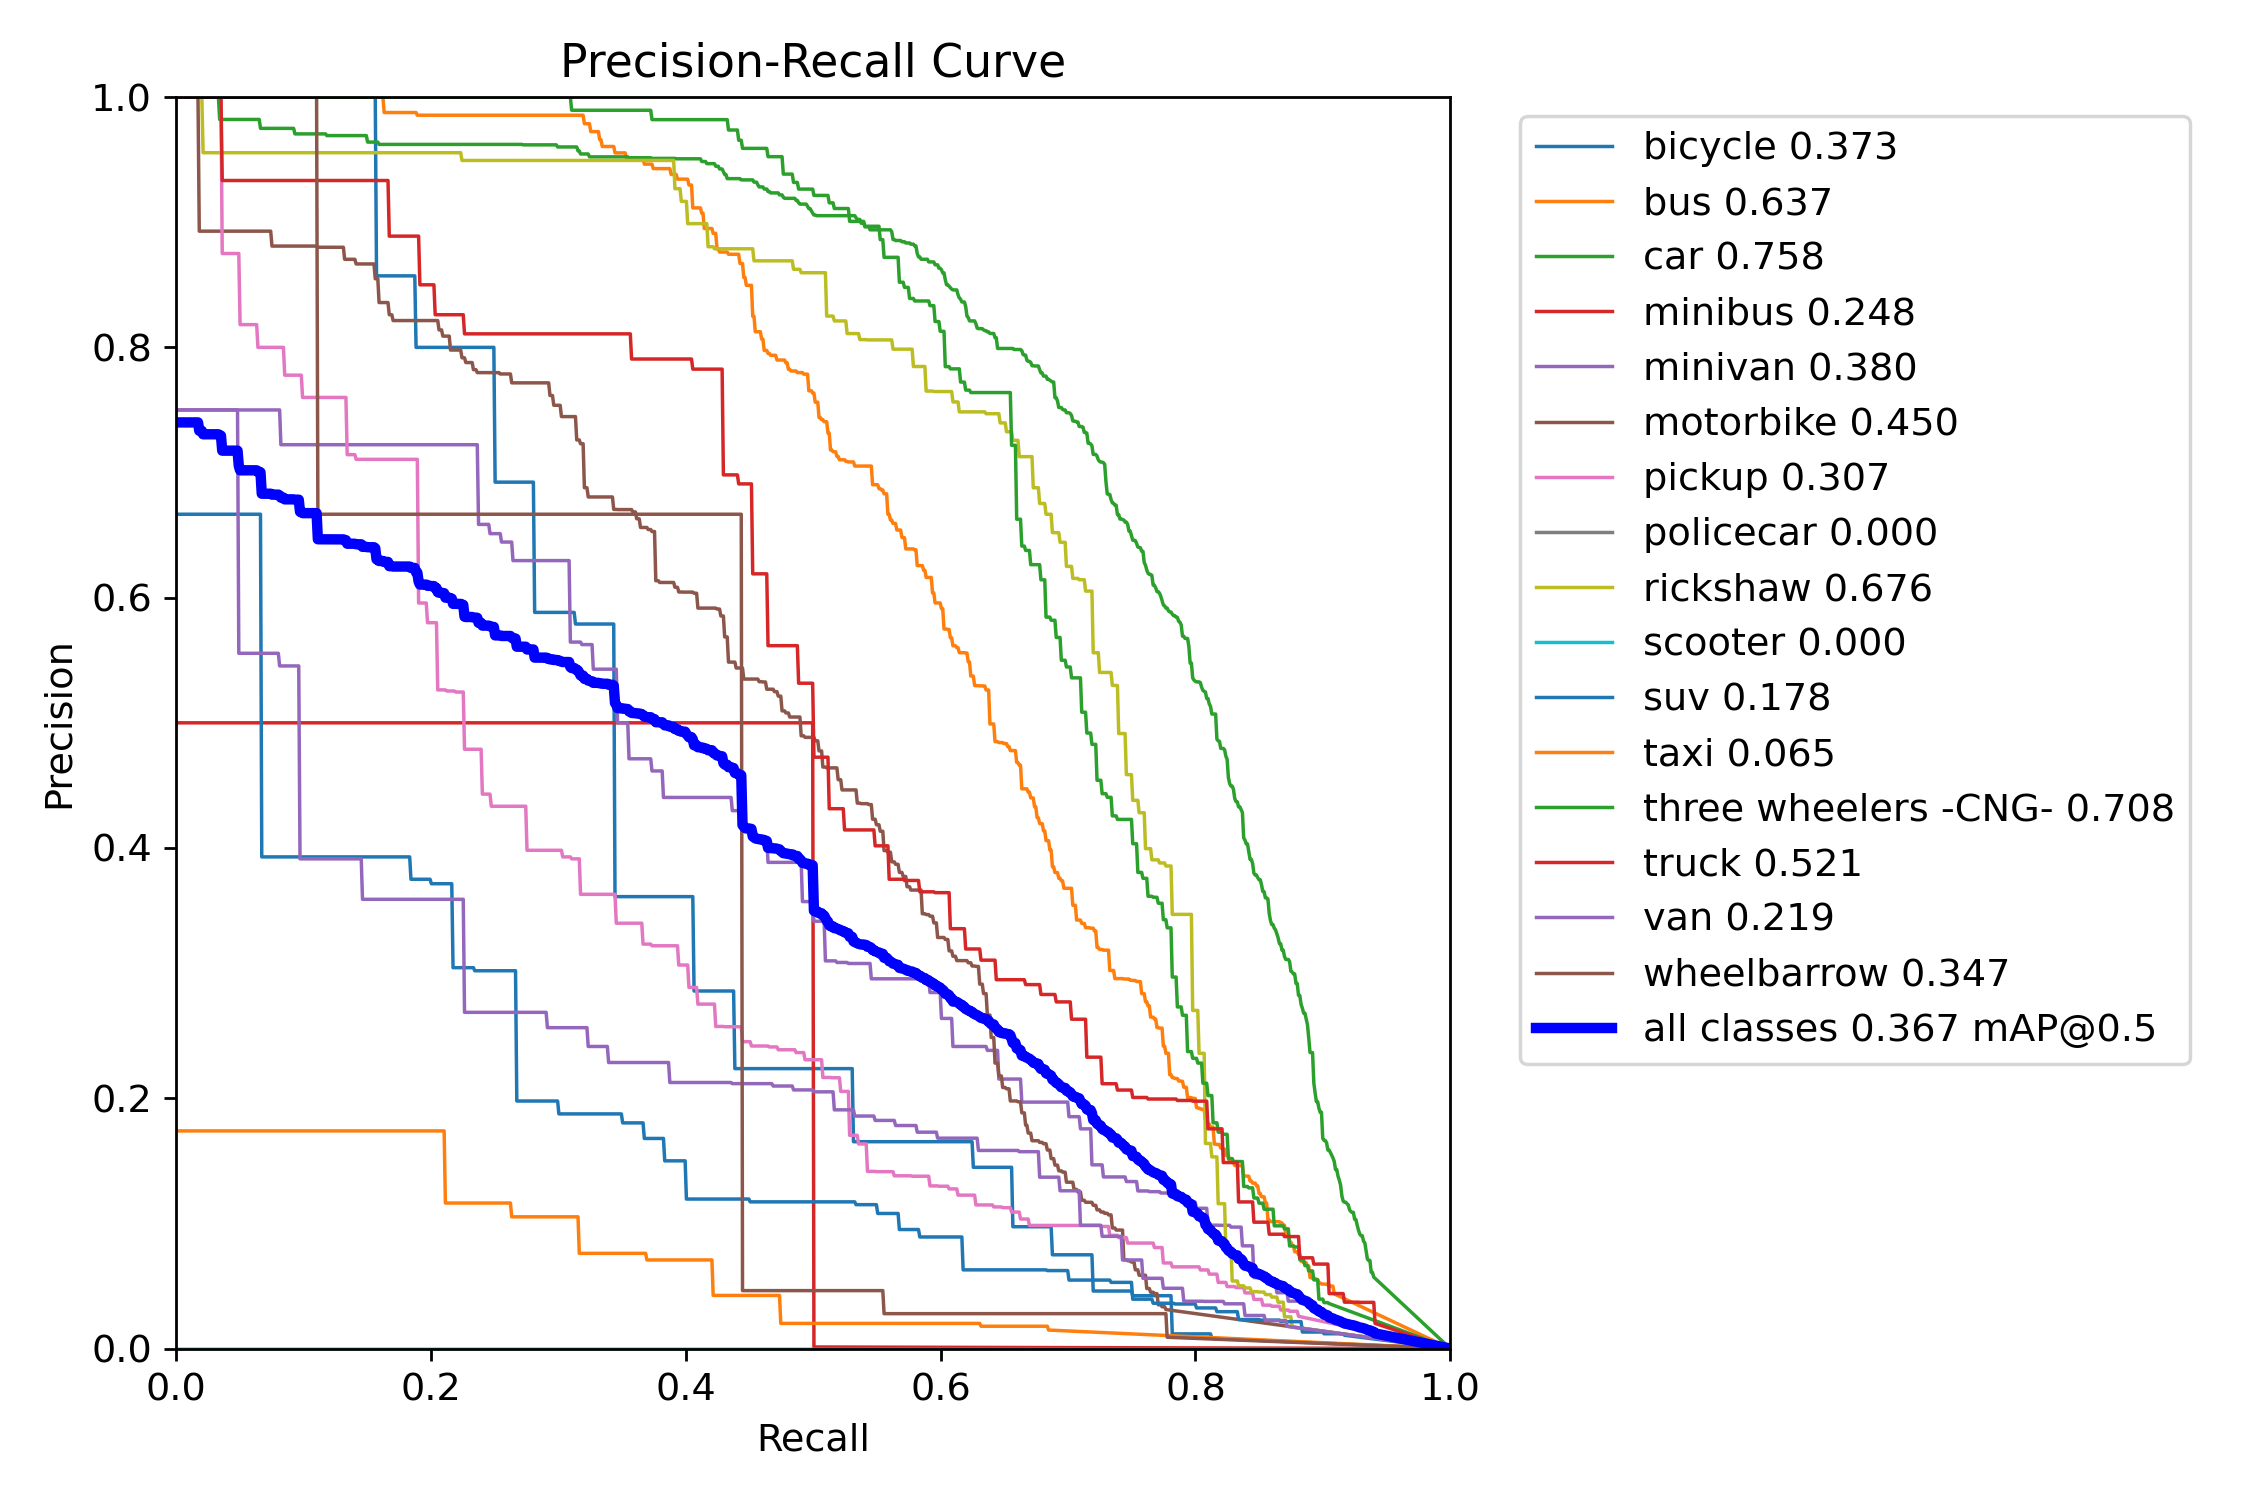 Precision-Recall Curve
1.0
0.8
0.6
0.4
0.2
0.0
Precision
0.0 0.2 0.4 0.6 0.8 1.0
Recall
bicycle 0.373
bus 0.637
car 0.758
minibus 0.248
minivan 0.380
motorbike 0.450
pickup 0.307
policecar 0.000
rickshaw 0.676
scooter 0.000
suv 0.178
taxi 0.065
three wheelers -CNG- 0.708
truck 0.521
van 0.219
wheelbarrow 0.347
all classes 0.367 mAP@0.5